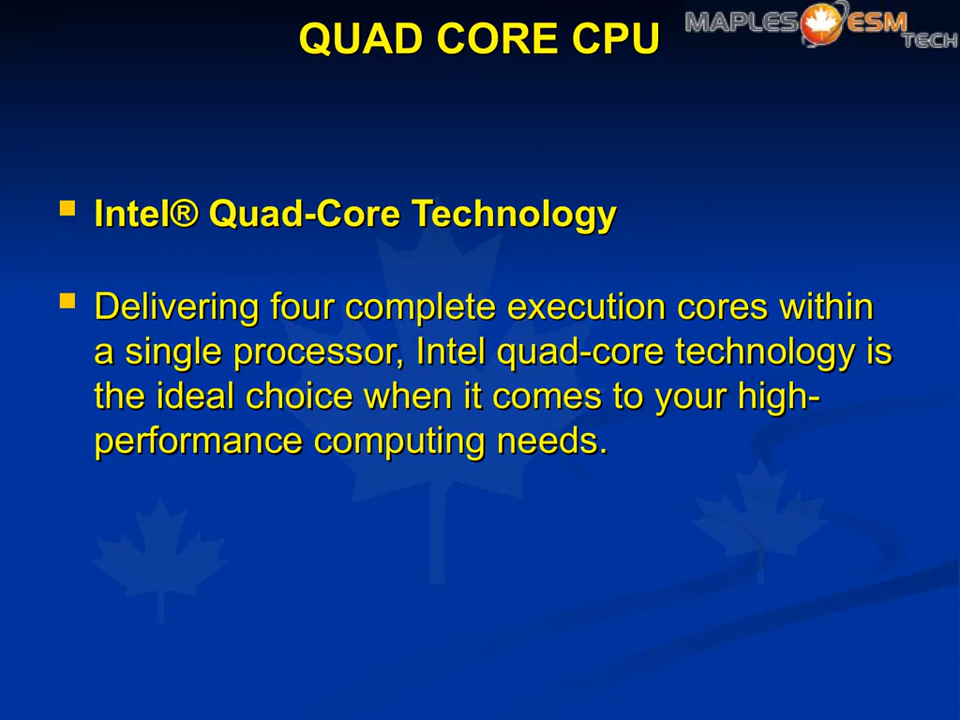 QUAD CORE CPU
MAPLES ESM
TECH
Intel® Quad-Core Technology
Delivering four complete execution cores within
a single processor, Intel quad-core technology is
the ideal choice when it comes to your high-
performance computing needs.